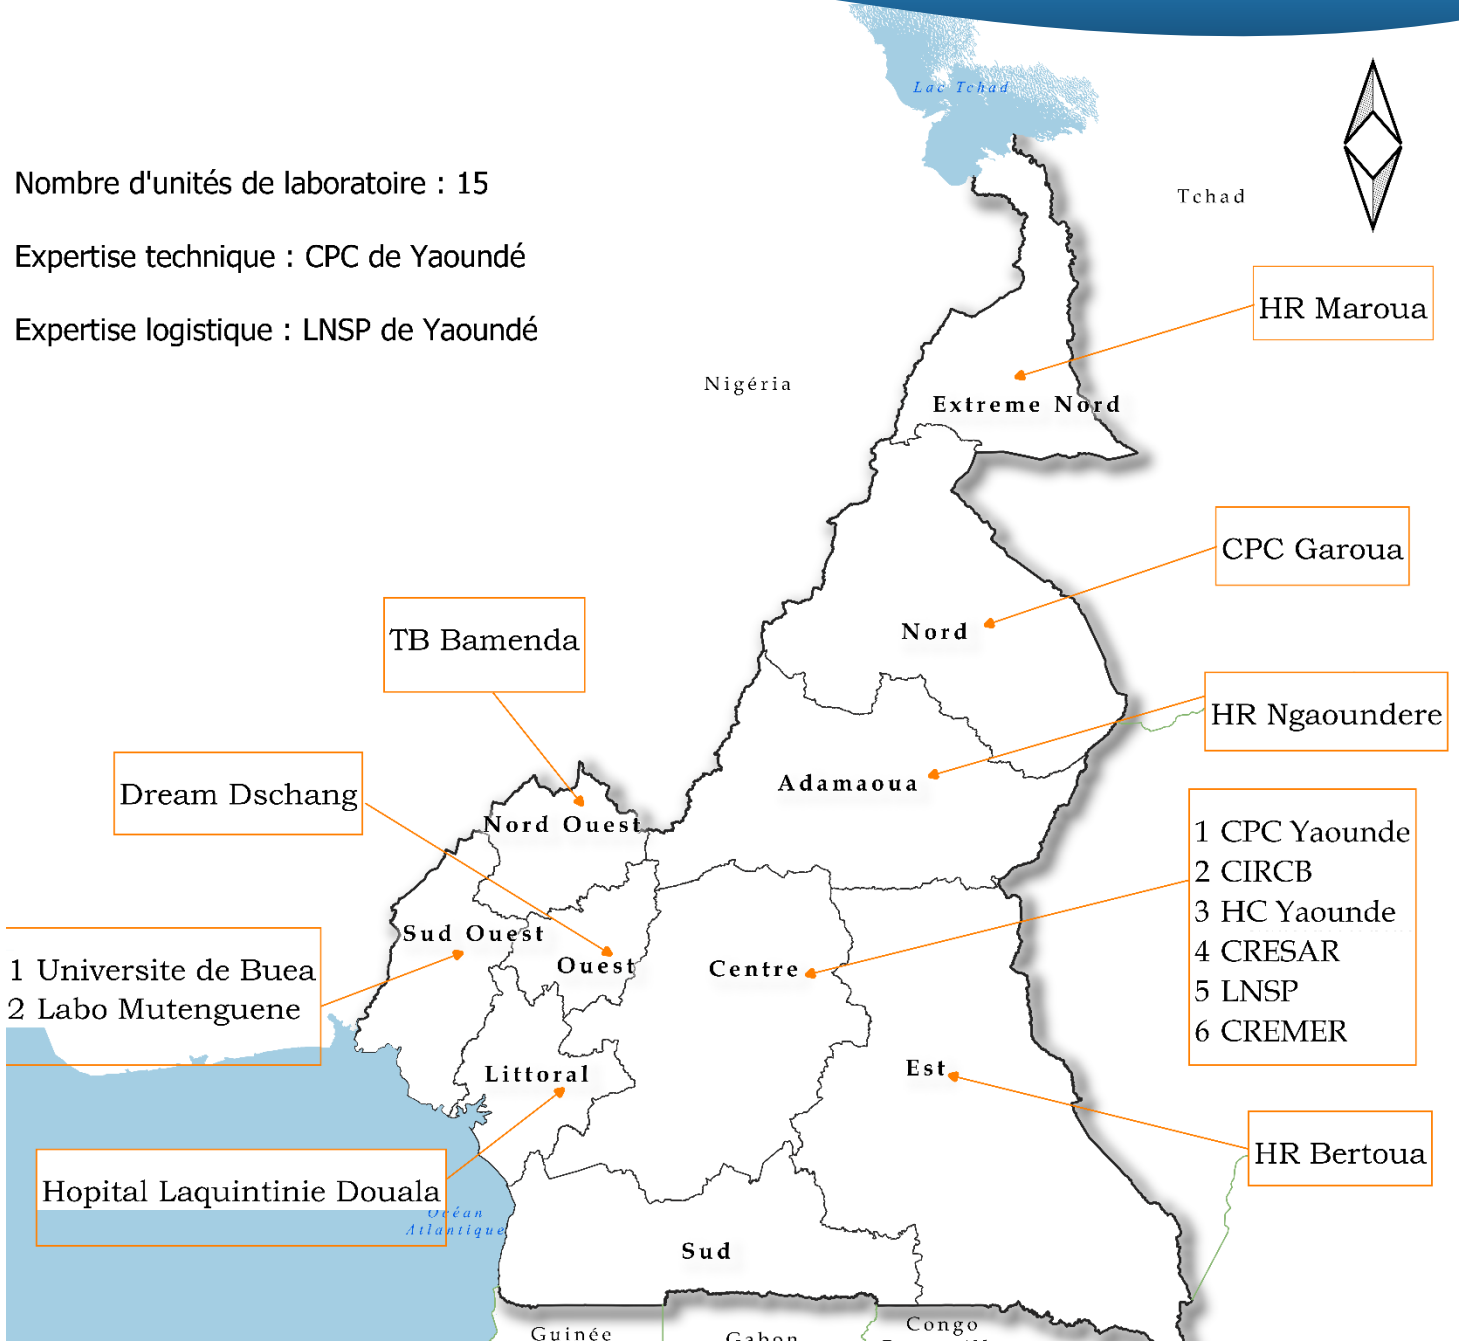 Lac Tchad
Tchad
Nombre d'unités de laboratoire : 15
Expertise technique : CPC de Yaoundé
Expertise logistique : LNSP de Yaoundé
HR Maroua
Nigéria
Extreme Nord
CPC Garoua
TB Bamenda
Nord
HR Ngaoundere
Dream Dschang
Adamaoua
Nord Ouest
1 CPC Yaounde
2 CIRCB
3 HC Yaounde
4 CRESAR
5 LNSP
6 CREMER
Sud Ouest
Ouest
Centre
1 Universite de Buea
2 Labo Mutenguene
Littoral
Est
HR Bertoua
Hopital Laquintinie Douala
Océan
Atlantique
Sud
Guinée
Gabon
Congo